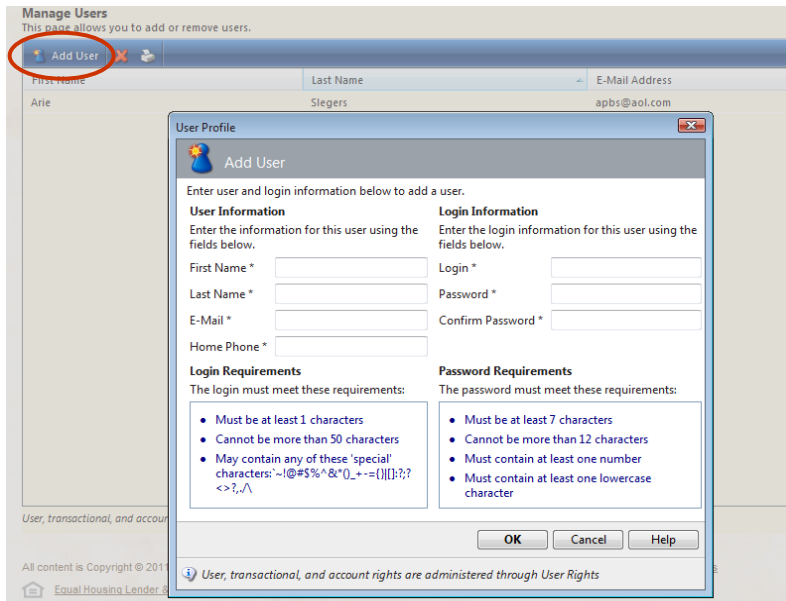 Manage Users
This page allows you to add or remove users.
Add User
First Name Last Name E-Mail Address
Arie Slegers apbs@aol.com
User Profile
Add User
Enter user and login information below to add a user.
User Information
Enter the information for this user using the
fields below.
First Name *
Last Name *
E-Mail *
Home Phone *
Login Information
Enter the login information for this user using the
fields below.
Login *
Password *
Confirm Password *
Login Requirements
The login must meet these requirements:
• Must be at least 1 characters
• Cannot be more than 50 characters
• May contain any of these 'special'
characters:`~!@#$%^&*()_+-={}|[]:?;?
<>?,./\
Password Requirements
The password must meet these requirements:
• Must be at least 7 characters
• Cannot be more than 12 characters
• Must contain at least one number
• Must contain at least one lowercase
character
OK Cancel Help
User, transactional, and account rights are administered through User Rights
User, transactional, and accour
All content is Copyright © 2011
Equal Housing Lender &